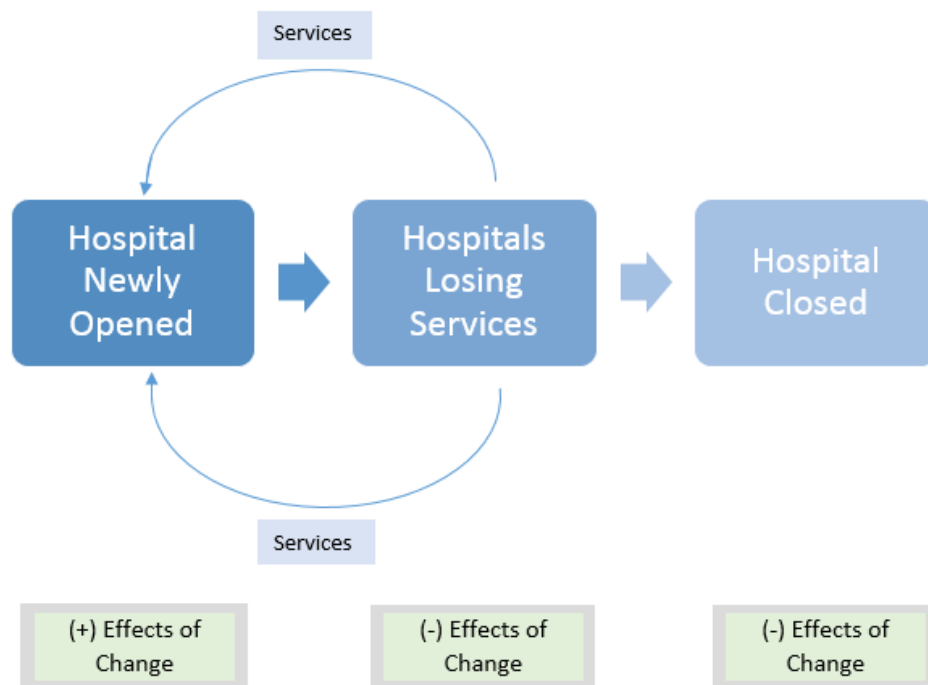 Services
Hospital
Newly
Opened
Hospitals
Losing
Services
Hospital
Closed
Services
(+) Effects of
Change
(-) Effects of
Change
(-) Effects of
Change